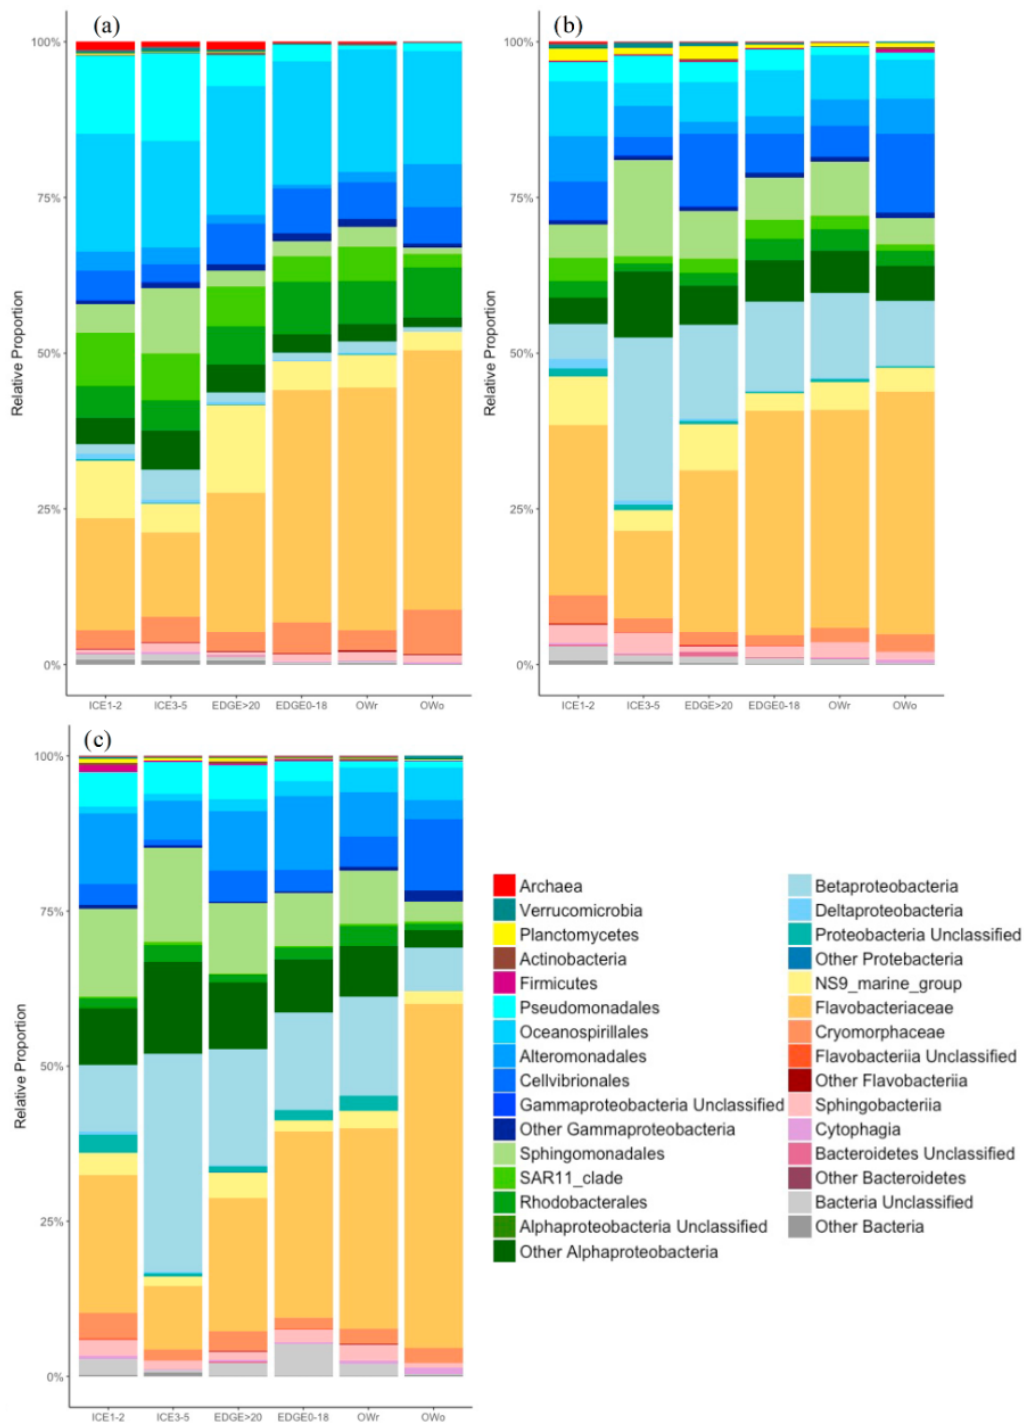 (a)
100%
75%
50%
25%
0%
Relative Proportion
ICE1-2 ICE3-5 EDGE>20 EDGE0-18 OWr OWo
(b)
100%
75%
50%
25%
0%
Relative Proportion
ICE1-2 ICE3-5 EDGE>20 EDGE0-18 OWr OWo
(c)
100%
75%
50%
25%
0%
Relative Proportion
ICE1-2 ICE3-5 EDGE>20 EDGE0-18 OWr OWo
Archaea
Verrucomicrobia
Planctomycetes
Actinobacteria
Firmicutes
Pseudomonadales
Oceanospirillales
Alteromonadales
Cellvibrionales
Gammaproteobacteria Unclassified
Other Gammaproteobacteria
Sphingomonadales
SAR11_clade
Rhodobacterales
Alphaproteobacteria Unclassified
Other Alphaproteobacteria
Betaproteobacteria
Deltaproteobacteria
Proteobacteria Unclassified
Other Protebacteria
NS9_marine_group
Flavobacteriaceae
Cryomorphaceae
Flavobacteriia Unclassified
Other Flavobacteriia
Sphingobacteriia
Cytophagia
Bacteroidetes Unclassified
Other Bacteroidetes
Bacteria Unclassified
Other Bacteria